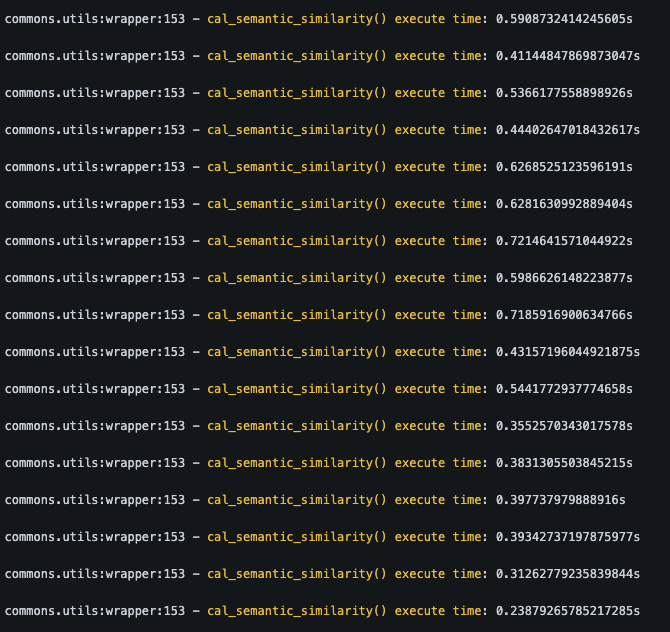 commons.utils:wrapper:153 - cal_semantic_similarity() execute time: 0.5908732414245605s
commons.utils:wrapper:153 - cal_semantic_similarity() execute time: 0.41144847869873047s
commons.utils:wrapper:153 - cal_semantic_similarity() execute time: 0.5366177558898926s
commons.utils:wrapper:153 - cal_semantic_similarity() execute time: 0.44402647018432617s
commons.utils:wrapper:153 - cal_semantic_similarity() execute time: 0.6268525123596191s
commons.utils:wrapper:153 - cal_semantic_similarity() execute time: 0.6281630992889404s
commons.utils:wrapper:153 - cal_semantic_similarity() execute time: 0.7214641571044922s
commons.utils:wrapper:153 - cal_semantic_similarity() execute time: 0.5986626148223877s
commons.utils:wrapper:153 - cal_semantic_similarity() execute time: 0.7185916900634766s
commons.utils:wrapper:153 - cal_semantic_similarity() execute time: 0.43157196044921875s
commons.utils:wrapper:153 - cal_semantic_similarity() execute time: 0.5441772937774658s
commons.utils:wrapper:153 - cal_semantic_similarity() execute time: 0.3552570343017578s
commons.utils:wrapper:153 - cal_semantic_similarity() execute time: 0.3831305503845215s
commons.utils:wrapper:153 - cal_semantic_similarity() execute time: 0.397737979888916s
commons.utils:wrapper:153 - cal_semantic_similarity() execute time: 0.39342737197875977s
commons.utils:wrapper:153 - cal_semantic_similarity() execute time: 0.31262779235839844s
commons.utils:wrapper:153 - cal_semantic_similarity() execute time: 0.23879265785217285s